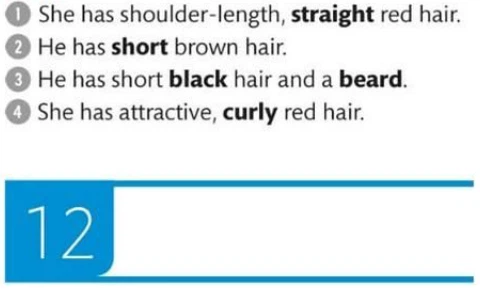 1 She has shoulder-length, straight red hair.
2 He has short brown hair.
3 He has short black hair and a beard.
4 She has attractive, curly red hair.
12